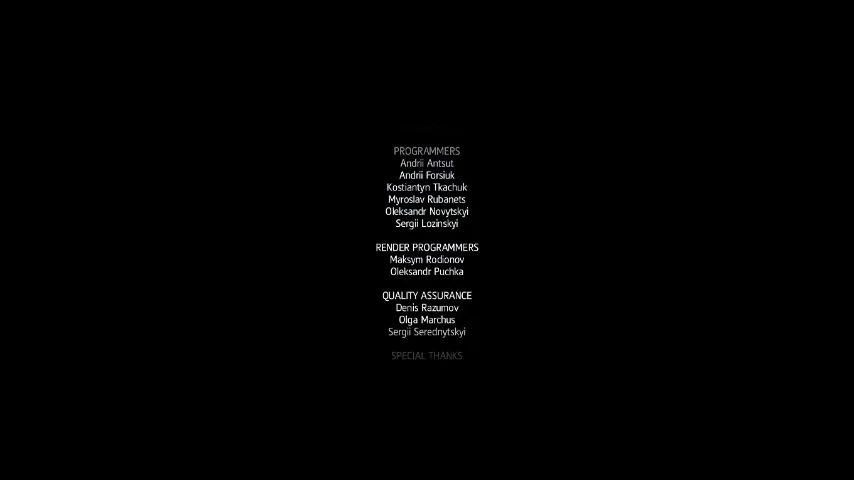 PROGRAMMERS
Andrii Antsut
Andrii Forsiuk
Kostiantyn Tkachuk
Myroslav Rubanets
Oleksandr Novytskyi
Sergii Lozinskyi
RENDER PROGRAMMERS
Maksym Rodionov
Oleksandr Puchka
QUALITY ASSURANCE
Denis Razumov
Olga Marchus
Sergii Serednytskyi
SPECIAL THANKS